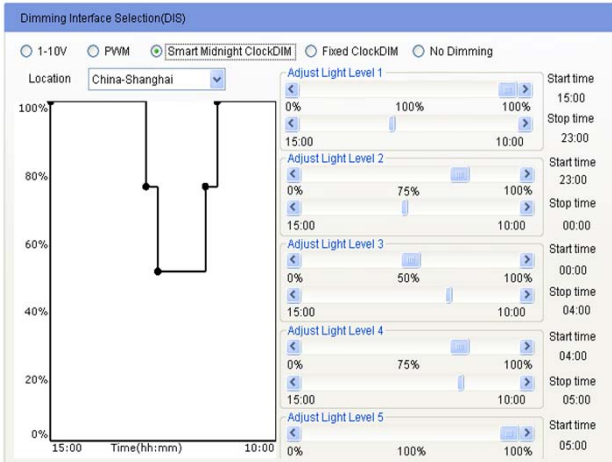 Dimming Interface Selection(DIS)
1-10V PWM Smart Midnight ClockDIM Fixed ClockDIM No Dimming
Location China-Shanghai
100%
80%
60%
40%
20%
0%
15:00 Time(hh:mm) 10:00
Adjust Light Level 1
0% 100% 100%
15:00 10:00
Start time
15:00
Stop time
23:00
Adjust Light Level 2
0% 75% 100%
15:00 10:00
Start time
23:00
Stop time
00:00
Adjust Light Level 3
0% 50% 100%
15:00 10:00
Start time
00:00
Stop time
04:00
Adjust Light Level 4
0% 75% 100%
15:00 10:00
Start time
04:00
Stop time
05:00
Adjust Light Level 5
0% 100% 100%
Start time
05:00